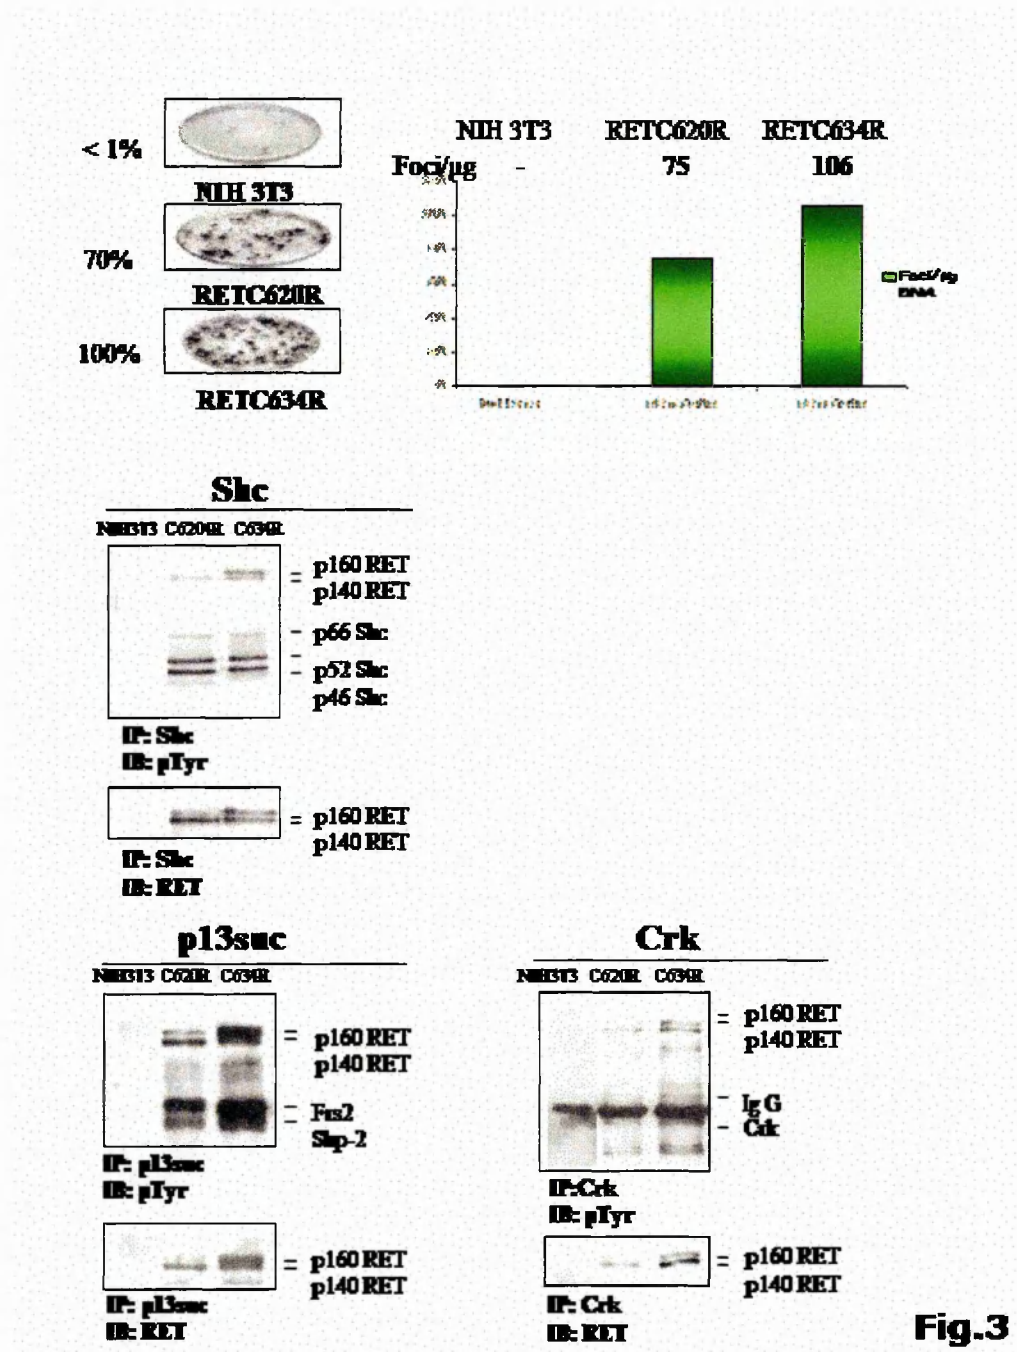 < 1%
NIH 3T3
70%
RETC620R
100%
RETC634R
NIH 3T3 RETC620R RETC634R
Foci/µg - 75 106
Foci/µg
DNA
Shc
NIH3T3 C620R C634R
p160 RET
p140 RET
p66 Shc
p52 Shc
p46 Shc
IP: Shc
IB: pTyr
p160 RET
p140 RET
IP: Shc
IB: RET
p13suc
NIH3T3 C620R C634R
p160 RET
p140 RET
Frs2
Shp-2
IP: p13suc
IB: pTyr
p160 RET
p140 RET
IP: p13suc
IB: RET
Crk
NIH3T3 C620R C634R
p160 RET
p140 RET
Ig G
Crk
IP:Crk
IB: pTyr
p160 RET
p140 RET
IP: Crk
IB: RET
Fig.3